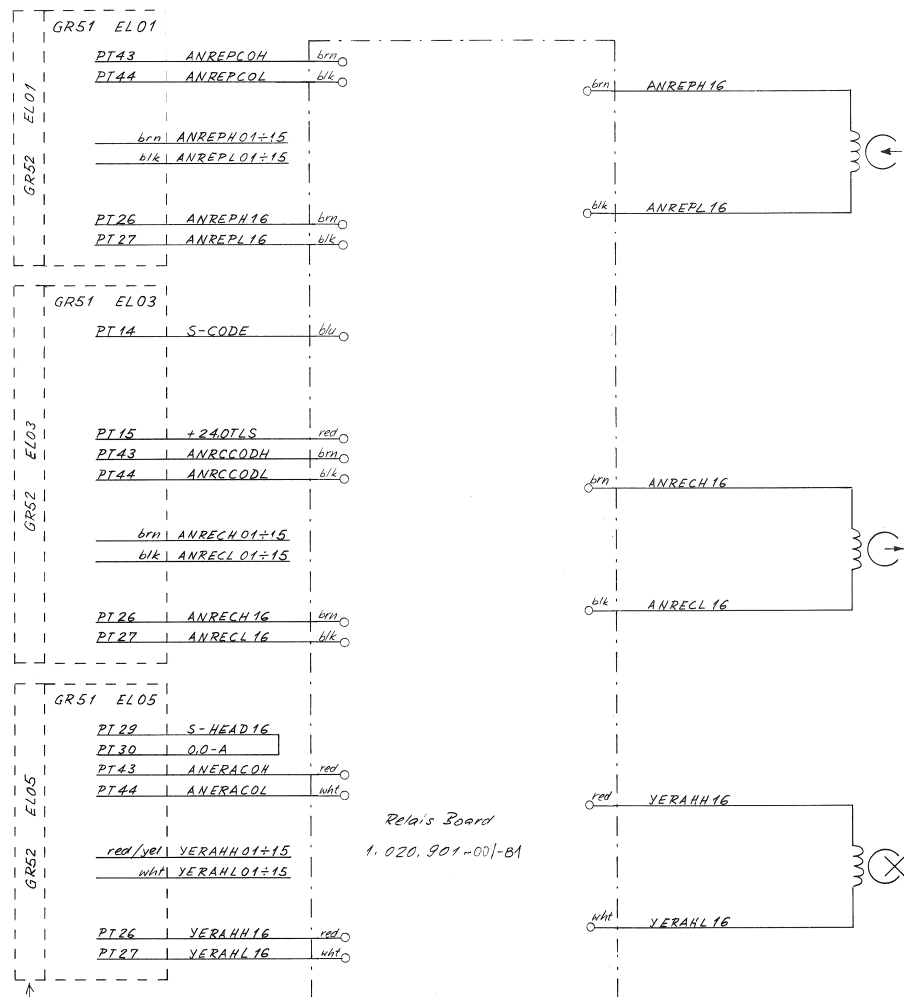 GR51 EL01
GR52 EL01
PT43 ANREPCOH brn
PT44 ANREPCOL blk
brn ANREPH01÷15
blk ANREPL01÷15
PT26 ANREPH16 brn
PT27 ANREPL16 blk
brn ANREPH16
blk ANREPL16
GR51 EL03
GR52 EL03
PT14 S-CODE blu
PT15 +24.0TLS red
PT43 ANRCCODH brn
PT44 ANRCCODL blk
brn ANRECH01÷15
blk ANRECL01÷15
PT26 ANRECH16 brn
PT27 ANRECL16 blk
brn ANRECH16
blk ANRECL16
GR51 EL05
GR52 EL05
PT29 S-HEAD16
PT30 0.0-A
PT43 ANERACOH red
PT44 ANERACOL wht
red/yel YERAHH01÷15
wht YERAHL01÷15
PT26 YERAHH16 red
PT27 YERAHL16 wht
Relais Board
1.020.901-00/-81
red YERAHH16
wht YERAHL16